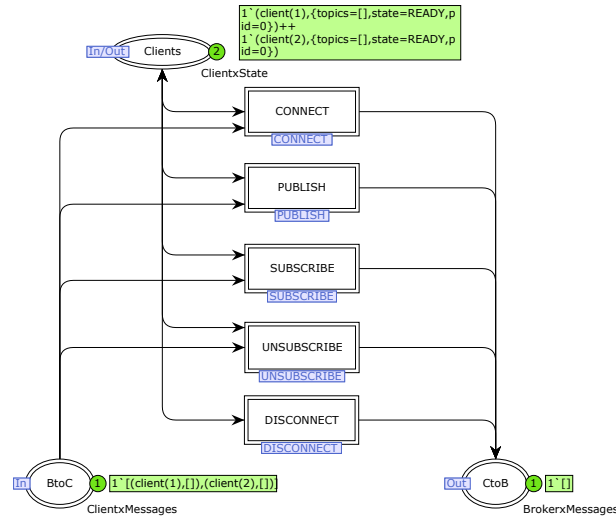 1`(client(1),{topics=[],state=READY,p
id=0})++
1`(client(2),{topics=[],state=READY,p
id=0})
In/Out
Clients
2
ClientxState
CONNECT
CONNECT
PUBLISH
PUBLISH
SUBSCRIBE
SUBSCRIBE
UNSUBSCRIBE
UNSUBSCRIBE
DISCONNECT
DISCONNECT
In
BtoC
1
1`[(client(1),[]),(client(2),[])]
ClientxMessages
Out
CtoB
1
1`[]
BrokerxMessages